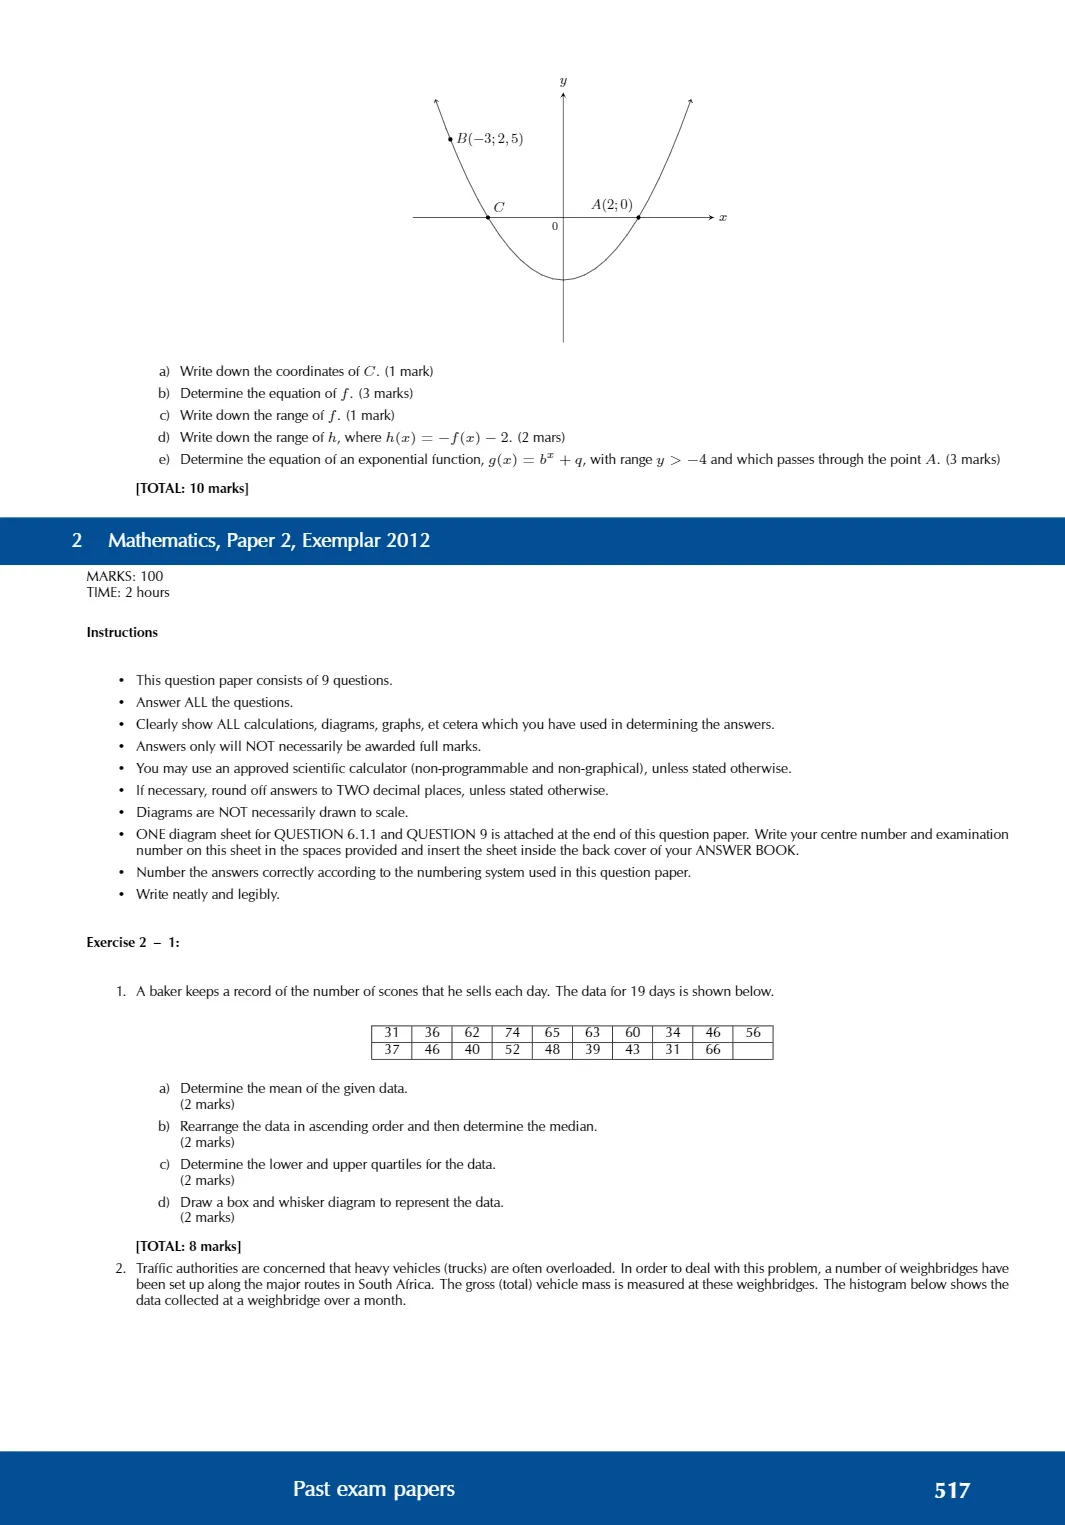 y
B(−3; 2, 5)
C
A(2; 0)
x
0
a) Write down the coordinates of C. (1 mark)
b) Determine the equation of f. (3 marks)
c) Write down the range of f. (1 mark)
d) Write down the range of h, where h(x) = −f(x) − 2. (2 mars)
e) Determine the equation of an exponential function, g(x) = b^x + q, with range y > −4 and which passes through the point A. (3 marks)
[TOTAL: 10 marks]
2 Mathematics, Paper 2, Exemplar 2012
MARKS: 100
TIME: 2 hours
Instructions
• This question paper consists of 9 questions.
• Answer ALL the questions.
• Clearly show ALL calculations, diagrams, graphs, et cetera which you have used in determining the answers.
• Answers only will NOT necessarily be awarded full marks.
• You may use an approved scientific calculator (non-programmable and non-graphical), unless stated otherwise.
• If necessary, round off answers to TWO decimal places, unless stated otherwise.
• Diagrams are NOT necessarily drawn to scale.
• ONE diagram sheet for QUESTION 6.1.1 and QUESTION 9 is attached at the end of this question paper. Write your centre number and examination
number on this sheet in the spaces provided and insert the sheet inside the back cover of your ANSWER BOOK.
• Number the answers correctly according to the numbering system used in this question paper.
• Write neatly and legibly.
Exercise 2 – 1:
1. A baker keeps a record of the number of scones that he sells each day. The data for 19 days is shown below.
31 36 62 74 65 63 60 34 46 56
37 46 40 52 48 39 43 31 66
a) Determine the mean of the given data.
(2 marks)
b) Rearrange the data in ascending order and then determine the median.
(2 marks)
c) Determine the lower and upper quartiles for the data.
(2 marks)
d) Draw a box and whisker diagram to represent the data.
(2 marks)
[TOTAL: 8 marks]
2. Traffic authorities are concerned that heavy vehicles (trucks) are often overloaded. In order to deal with this problem, a number of weighbridges have
been set up along the major routes in South Africa. The gross (total) vehicle mass is measured at these weighbridges. The histogram below shows the
data collected at a weighbridge over a month.
Past exam papers 517